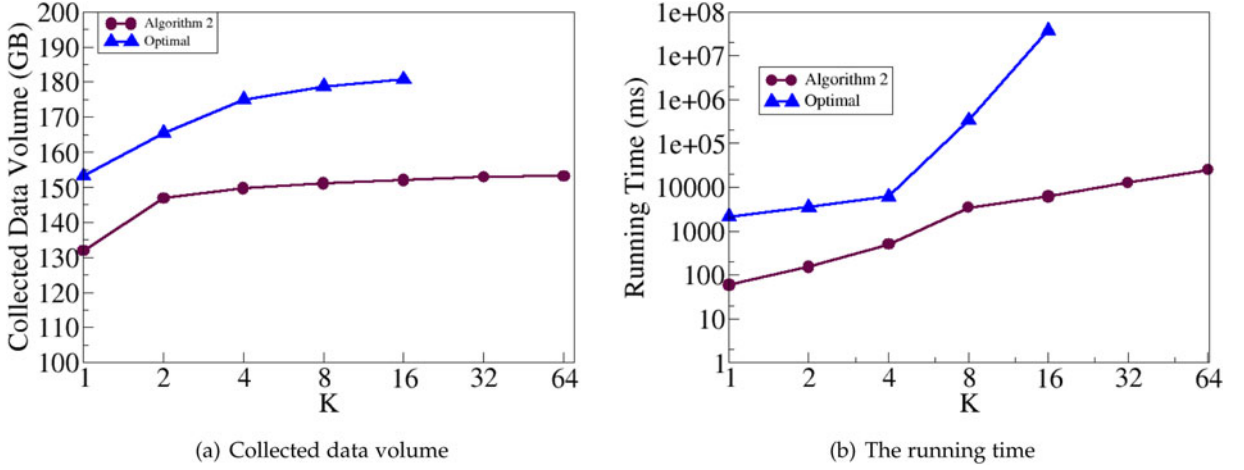 Collected Data Volume (GB)
200
190
180
170
160
150
140
130
120
110
100
Algorithm 2
Optimal
1 2 4 8 16 32 64
K
(a) Collected data volume
Running Time (ms)
1e+08
1e+07
1e+06
1e+05
10000
1000
100
10
1
Algorithm 2
Optimal
1 2 4 8 16 32 64
K
(b) The running time